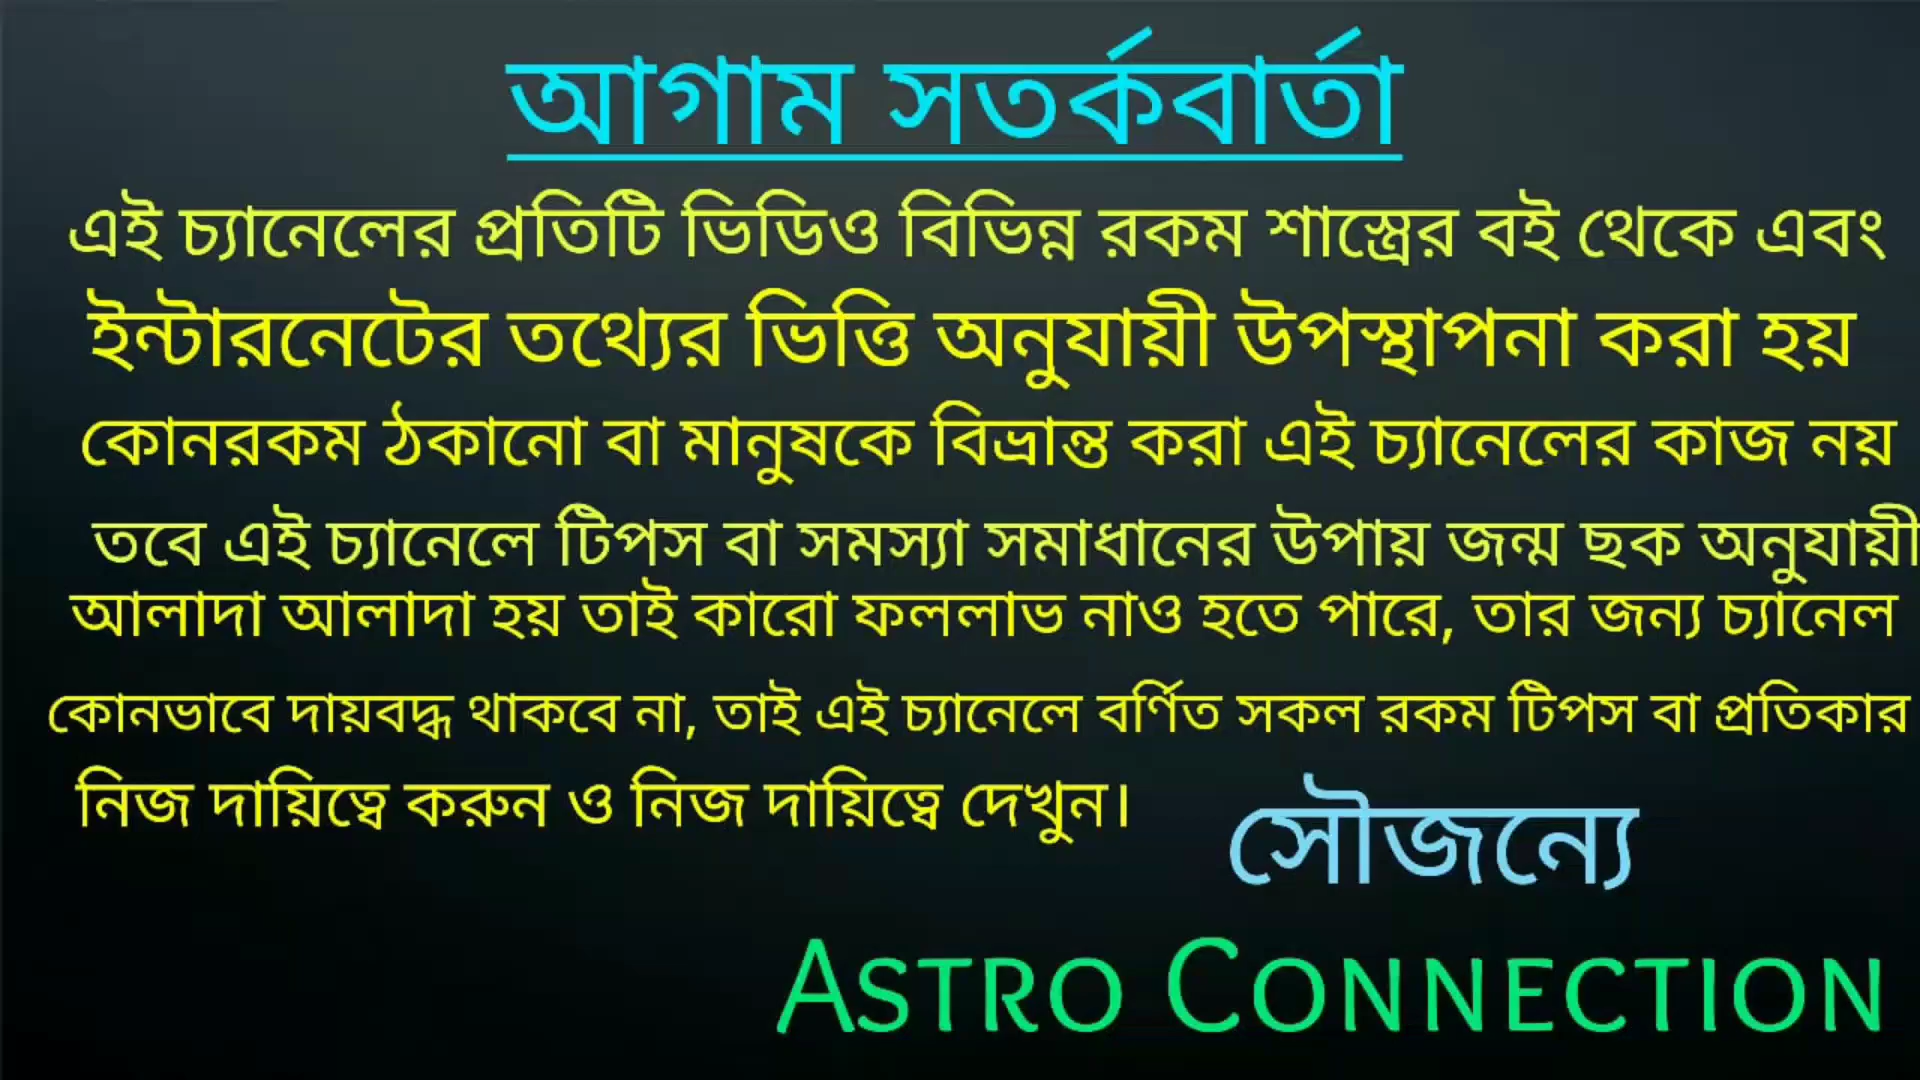 আগাম সতর্কবার্তা
এই চ্যানেলের প্রতিটি ভিডিও বিভিন্ন রকম শাস্ত্রের বই থেকে এবং
ইন্টারনেটের তথ্যের ভিত্তি অনুযায়ী উপস্থাপনা করা হয়
কোনরকম ঠকানো বা মানুষকে বিভ্রান্ত করা এই চ্যানেলের কাজ নয়
তবে এই চ্যানেলে টিপস বা সমস্যা সমাধানের উপায় জন্ম ছক অনুযায়ী
আলাদা আলাদা হয় তাই কারো ফললাভ নাও হতে পারে, তার জন্য চ্যানেল
কোনভাবে দায়বদ্ধ থাকবে না, তাই এই চ্যানেলে বর্ণিত সকল রকম টিপস বা প্রতিকার
নিজ দায়িত্বে করুন ও নিজ দায়িত্বে দেখুন।
সৌজন্যে
ASTRO CONNECTION